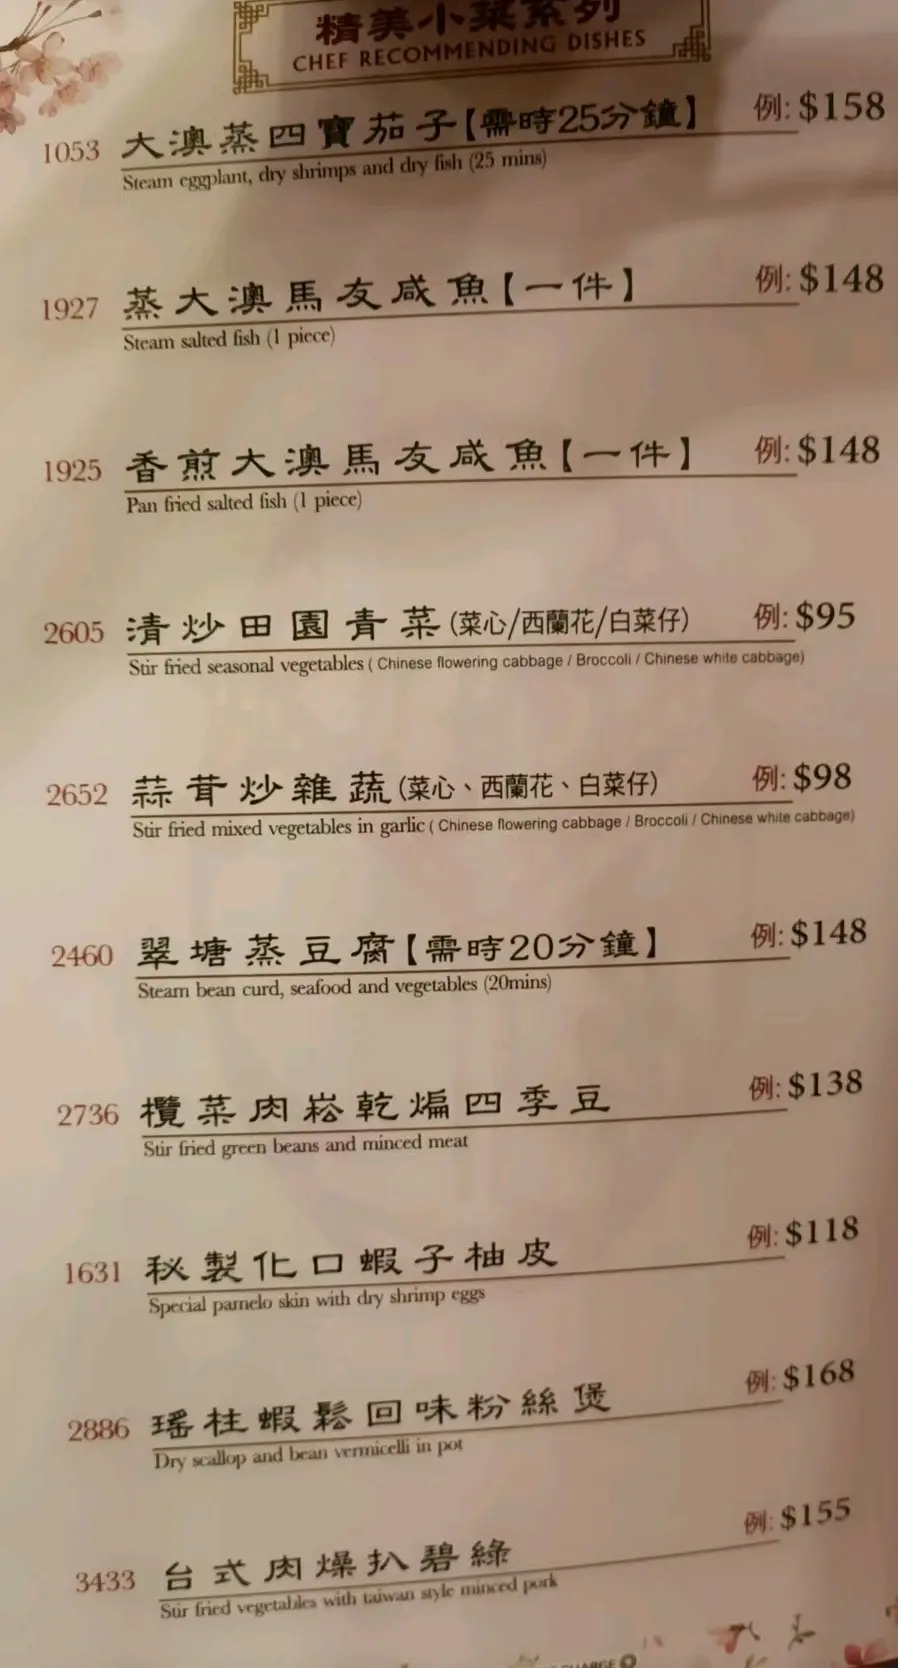 精美小菜系列
CHEF RECOMMENDING DISHES
1053 大澳蒸四寶茄子【需時25分鐘】 例: $158
Steam eggplant, dry shrimps and dry fish (25 mins)
1927 蒸大澳馬友咸魚【一件】 例: $148
Steam salted fish (1 piece)
1925 香煎大澳馬友咸魚【一件】 例: $148
Pan fried salted fish (1 piece)
2605 清炒田園青菜(菜心/西蘭花/白菜仔) 例: $95
Stir fried seasonal vegetables ( Chinese flowering cabbage / Broccoli / Chinese white cabbage)
2652 蒜茸炒雜蔬(菜心、西蘭花、白菜仔) 例: $98
Stir fried mixed vegetables in garlic ( Chinese flowering cabbage / Broccoli / Chinese white cabbage)
2460 翠塘蒸豆腐【需時20分鐘】 例: $148
Steam bean curd, seafood and vegetables (20mins)
2736 欖菜肉崧乾煸四季豆 例: $138
Stir fried green beans and minced meat
1631 秘製化口蝦子柚皮 例: $118
Special pamelo skin with dry shrimp eggs
2886 瑤柱蝦鬆回味粉絲煲 例: $168
Dry scallop and bean vermicelli in pot
3433 台式肉燥扒碧綠 例: $155
Stir fried vegetables with taiwan style minced pork